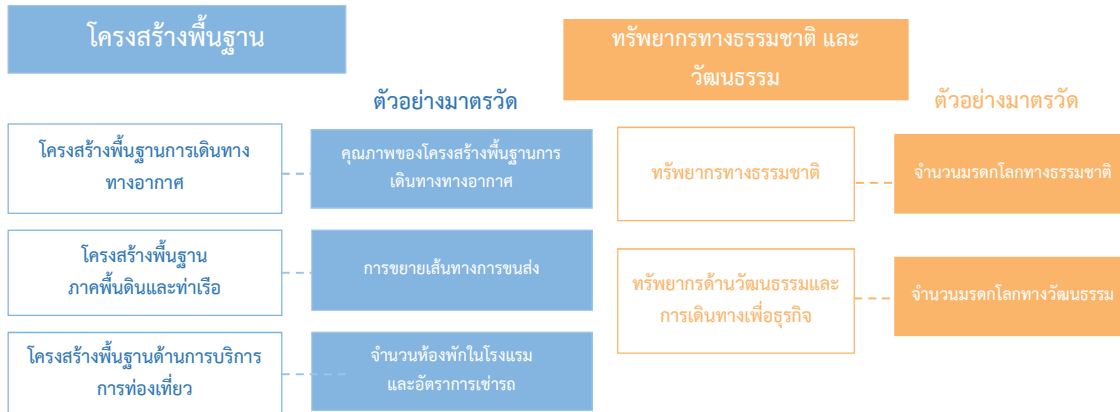 โครงสร้างพื้นฐาน
ตัวอย่างมาตรวัด
โครงสร้างพื้นฐานการเดินทาง
ทางอากาศ
คุณภาพของโครงสร้างพื้นฐานการ
เดินทางทางอากาศ
โครงสร้างพื้นฐาน
ภาคพื้นดินและท่าเรือ
การขยายเส้นทางการขนส่ง
โครงสร้างพื้นฐานด้านการบริการ
การท่องเที่ยว
จำนวนห้องพักในโรงแรม
และอัตราการเช่ารถ
ทรัพยากรทางธรรมชาติ และ
วัฒนธรรม
ตัวอย่างมาตรวัด
ทรัพยากรทางธรรมชาติ
จำนวนมรดกโลกทางธรรมชาติ
ทรัพยากรด้านวัฒนธรรมและ
การเดินทางเพื่อธุรกิจ
จำนวนมรดกโลกทางวัฒนธรรม